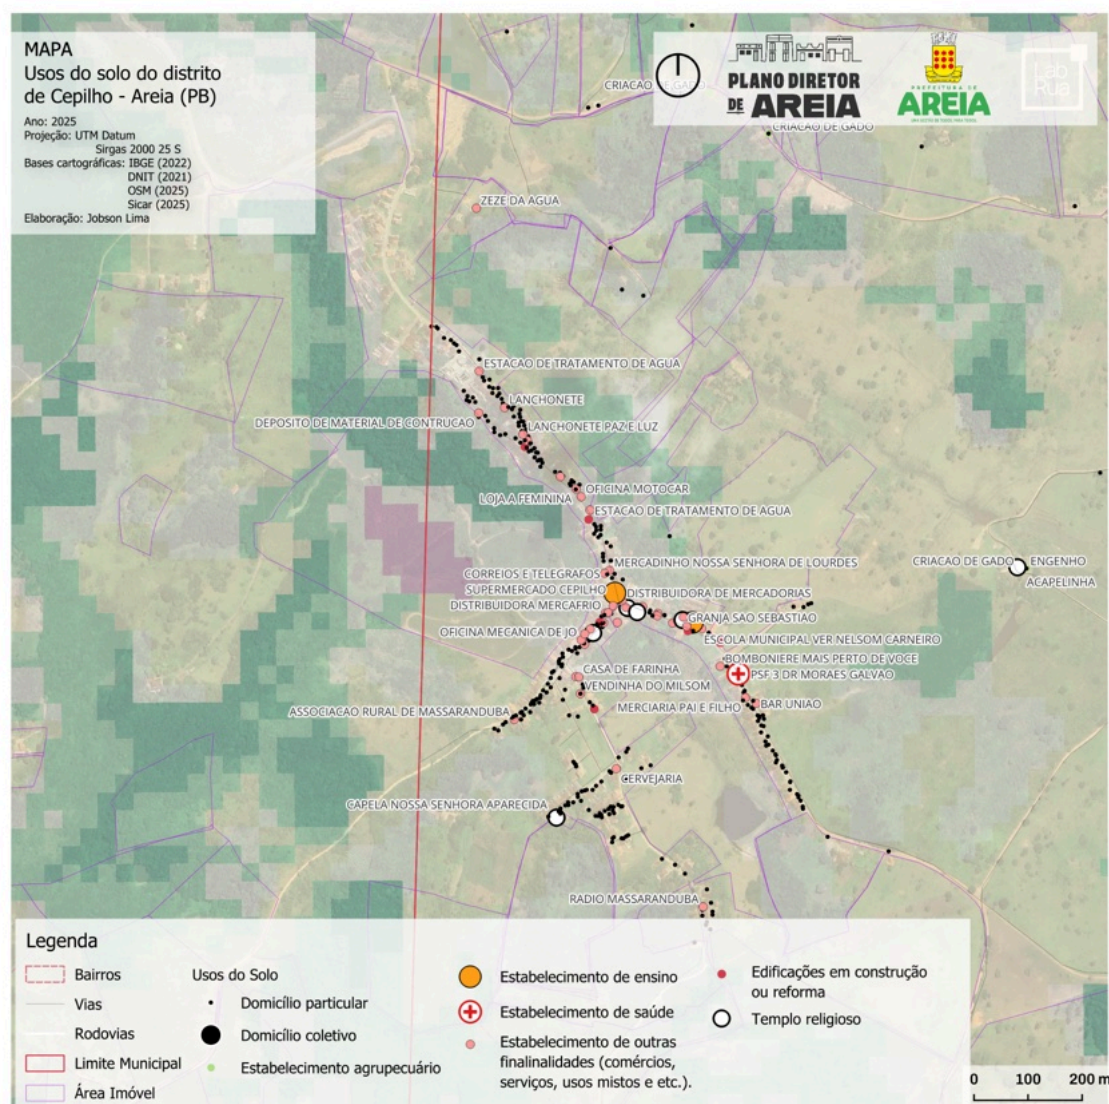 MAPA
Usos do solo do distrito
de Cepilho - Areia (PB)
Ano: 2025
Projeção: UTM Datum
Sirgas 2000 25 S
Bases cartográficas: IBGE (2022)
DNIT (2021)
OSM (2025)
Sicar (2025)
Elaboração: Jobson Lima
PLANO DIRETOR
DE AREIA
PREFEITURA DE
AREIA
Lab
Rua
CRIACAO DE GADO
CRIACAO DE GADO
ZEZE DA AGUA
ESTACAO DE TRATAMENTO DE AGUA
LANCHONETE
DEPOSITO DE MATERIAL DE CONTRUCAO
LANCHONETE PAZ E LUZ
OFICINA MOTOCAR
LOJA A FEMININA
ESTACAO DE TRATAMENTO DE AGUA
MERCADINHO NOSSA SENHORA DE LOURDES
CORREIOS E TELEGRAFOS
SUPERMERCADO CEPILHO
DISTRIBUIDORA DE MERCADORIAS
DISTRIBUIDORA MERCAFRIO
GRANJA SAO SEBASTIAO
OFICINA MECANICA DE JO
ESCOLA MUNICIPAL VER NELSOM CARNEIRO
CRIACAO DE GADO
ENGENHO
ACAPELINHA
BOMBONIERE MAIS PERTO DE VOCE
CASA DE FARINHA
PSF 3 DR MORAES GALVAO
VENDINHA DO MILSOM
MERCIARIA PAI E FILHO
BAR UNIAO
ASSOCIACAO RURAL DE MASSARANDUBA
CERVEJARIA
CAPELA NOSSA SENHORA APARECIDA
RADIO MASSARANDUBA
Legenda
Bairros
Vias
Rodovias
Limite Municipal
Área Imóvel
Usos do Solo
Domicílio particular
Domicílio coletivo
Estabelecimento agrupecuário
Estabelecimento de ensino
Estabelecimento de saúde
Estabelecimento de outras
finalinalidades (comércios,
serviços, usos mistos e etc.).
Edificações em construção
ou reforma
Templo religioso
0 100 200 m